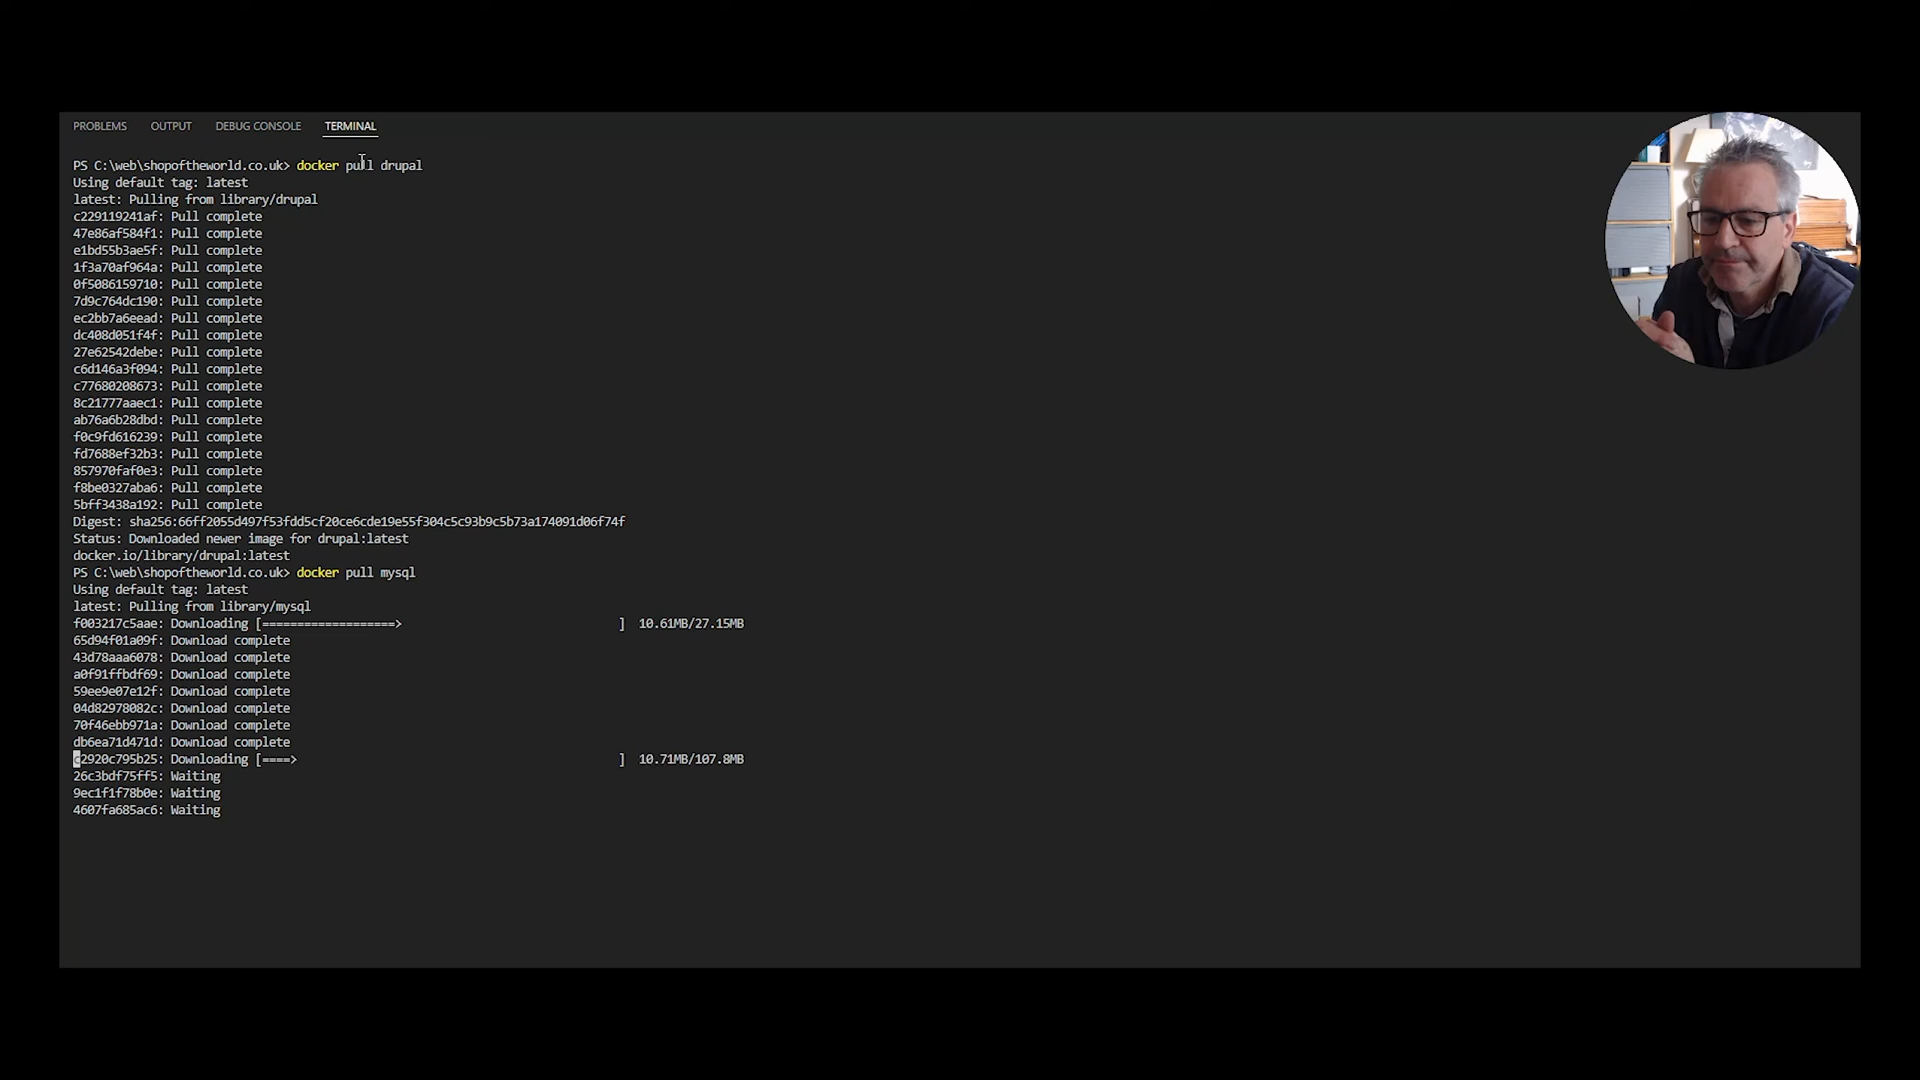 PROBLEMS OUTPUT DEBUG CONSOLE TERMINAL
PS C:\web\shopoftheworld.co.uk> docker pull drupal
Using default tag: latest
latest: Pulling from library/drupal
c229119241af: Pull complete
47e86af584f1: Pull complete
e1bd55b3ae5f: Pull complete
1f3a70af964a: Pull complete
0f5086159710: Pull complete
7d9c764dc190: Pull complete
ec2bb7a6eead: Pull complete
dc408d051f4f: Pull complete
27e62542debe: Pull complete
c6d146a3f094: Pull complete
c77680208673: Pull complete
8c21777aaec1: Pull complete
ab76a6b28dbd: Pull complete
f0c9fd616239: Pull complete
fd7688ef32b3: Pull complete
857970faf0e3: Pull complete
f8be0327aba6: Pull complete
5bff3438a192: Pull complete
Digest: sha256:66ff2055d497f53fdd5cf20ce6cde19e55f304c5c93b9c5b73a174091d06f74f
Status: Downloaded newer image for drupal:latest
docker.io/library/drupal:latest
PS C:\web\shopoftheworld.co.uk> docker pull mysql
Using default tag: latest
latest: Pulling from library/mysql
f003217c5aae: Downloading [===================> ] 10.61MB/27.15MB
65d94f01a09f: Download complete
43d78aaa6078: Download complete
a0f91ffbdf69: Download complete
59ee9e07e12f: Download complete
04d82978082c: Download complete
70f46ebb971a: Download complete
db6ea71d471d: Download complete
c2920c795b25: Downloading [====> ] 10.71MB/107.8MB
26c3bdf75ff5: Waiting
9ec1f1f78b0e: Waiting
4607fa685ac6: Waiting